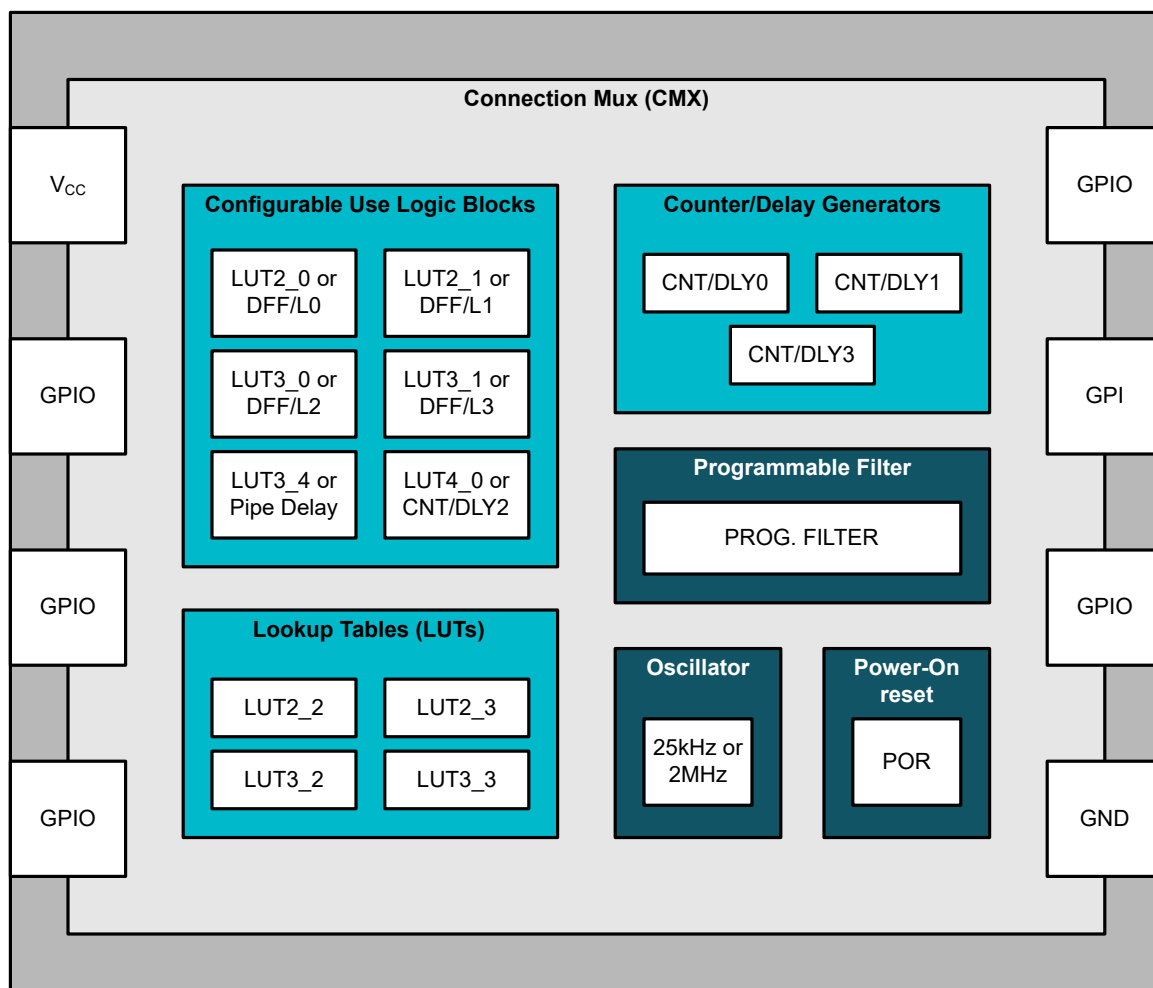 Connection Mux (CMX)
VCC
GPIO
GPIO
GPIO
Configurable Use Logic Blocks
LUT2_0 or
DFF/L0
LUT2_1 or
DFF/L1
LUT3_0 or
DFF/L2
LUT3_1 or
DFF/L3
LUT3_4 or
Pipe Delay
LUT4_0 or
CNT/DLY2
Lookup Tables (LUTs)
LUT2_2
LUT2_3
LUT3_2
LUT3_3
Counter/Delay Generators
CNT/DLY0
CNT/DLY1
CNT/DLY3
Programmable Filter
PROG. FILTER
Oscillator
25kHz or
2MHz
Power-On
reset
POR
GPIO
GPI
GPIO
GND